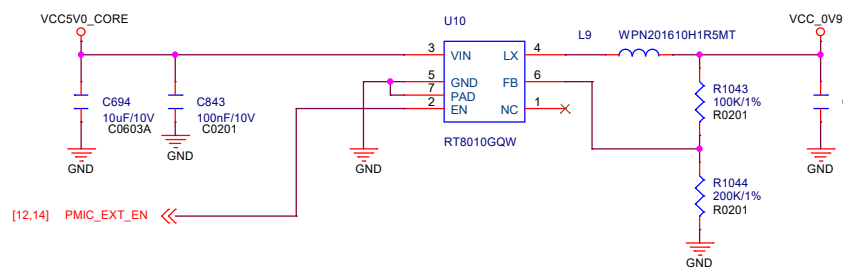 VCC5V0_CORE
U10
L9 WPN201610H1R5MT
VCC_0V9
3 VIN LX 4
5 GND FB 6
7 PAD
2 EN NC 1
RT8010GQW
C694
10uF/10V
C0603A
C843
100nF/10V
C0201
R1043
100K/1%
R0201
R1044
200K/1%
R0201
GND
GND
GND
GND
GND
[12,14] PMIC_EXT_EN